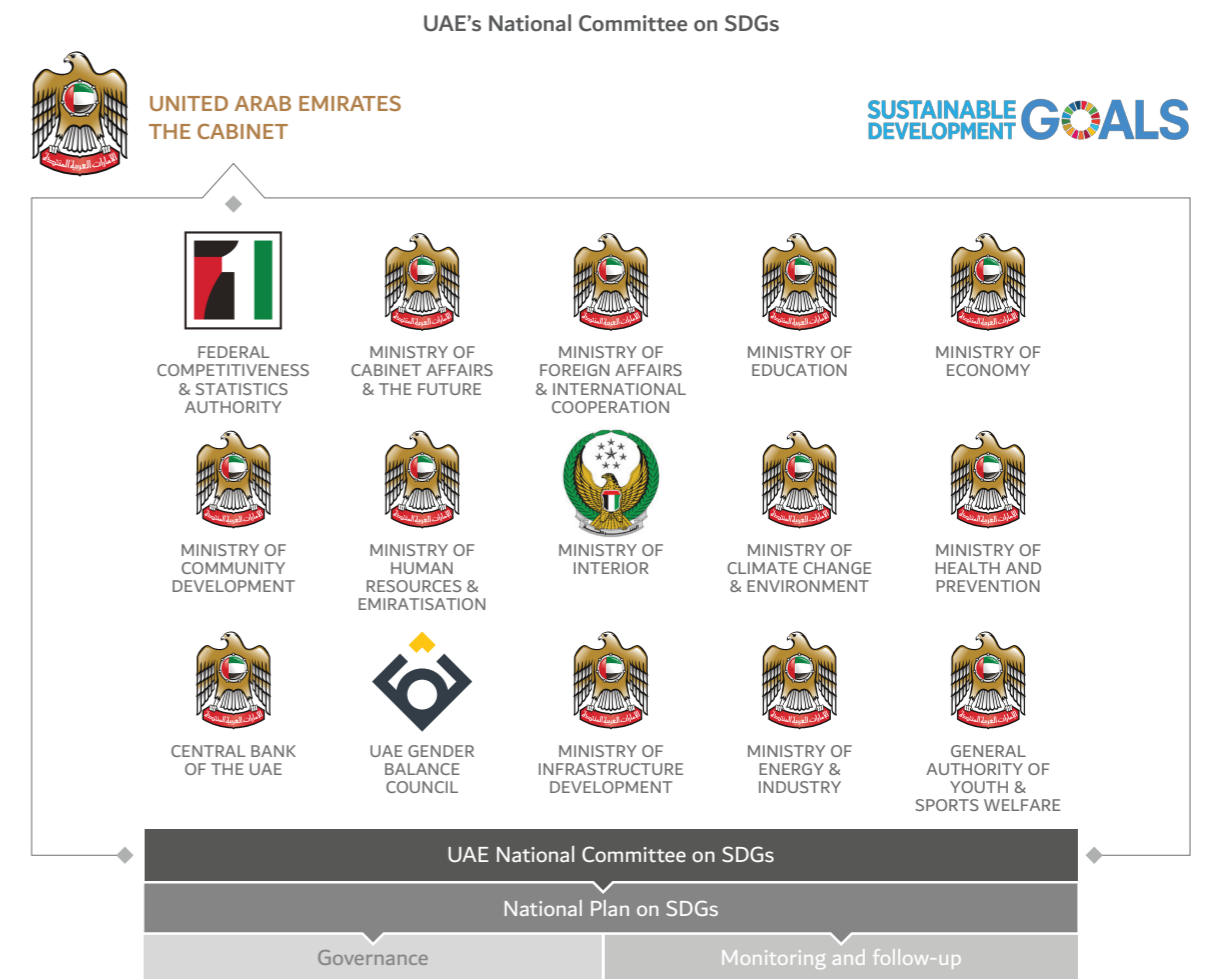 UAE's National Committee on SDGs
UNITED ARAB EMIRATES
THE CABINET
SUSTAINABLE
DEVELOPMENT
GOALS
FEDERAL
COMPETITIVENESS
& STATISTICS
AUTHORITY
MINISTRY OF
CABINET AFFAIRS
& THE FUTURE
MINISTRY OF
FOREIGN AFFAIRS
& INTERNATIONAL
COOPERATION
MINISTRY OF
EDUCATION
MINISTRY OF
ECONOMY
MINISTRY OF
COMMUNITY
DEVELOPMENT
MINISTRY OF
HUMAN
RESOURCES &
EMIRATISATION
MINISTRY OF
INTERIOR
MINISTRY OF
CLIMATE CHANGE
& ENVIRONMENT
MINISTRY OF
HEALTH AND
PREVENTION
CENTRAL BANK
OF THE UAE
UAE GENDER
BALANCE
COUNCIL
MINISTRY OF
INFRASTRUCTURE
DEVELOPMENT
MINISTRY OF
ENERGY &
INDUSTRY
GENERAL
AUTHORITY OF
YOUTH &
SPORTS WELFARE
UAE National Committee on SDGs
National Plan on SDGs
Governance
Monitoring and follow-up